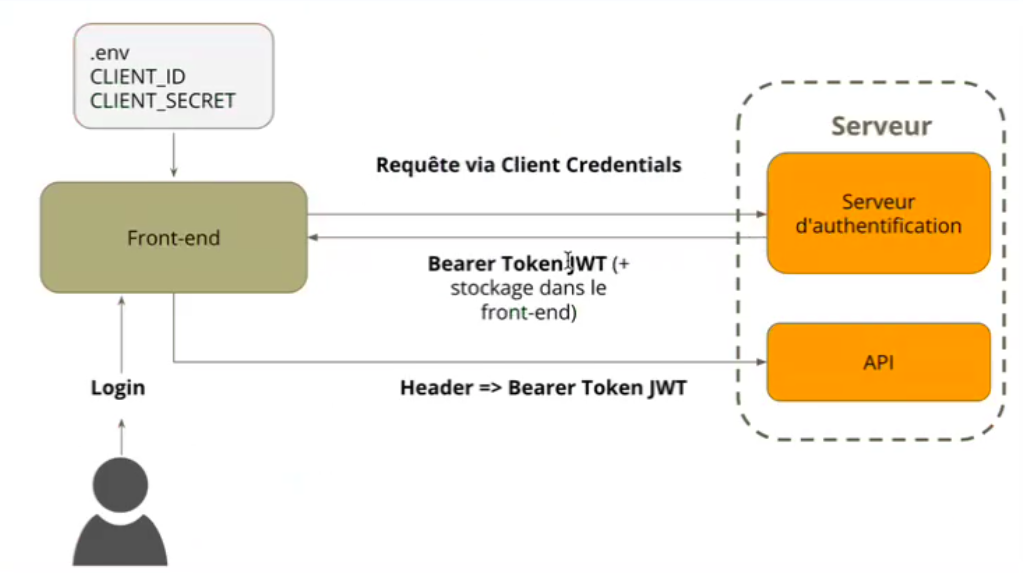 .env
CLIENT_ID
CLIENT_SECRET
Serveur
Requête via Client Credentials
Serveur
d'authentification
Front-end
Bearer Token JWT (+
stockage dans le
front-end)
API
Login
Header => Bearer Token JWT